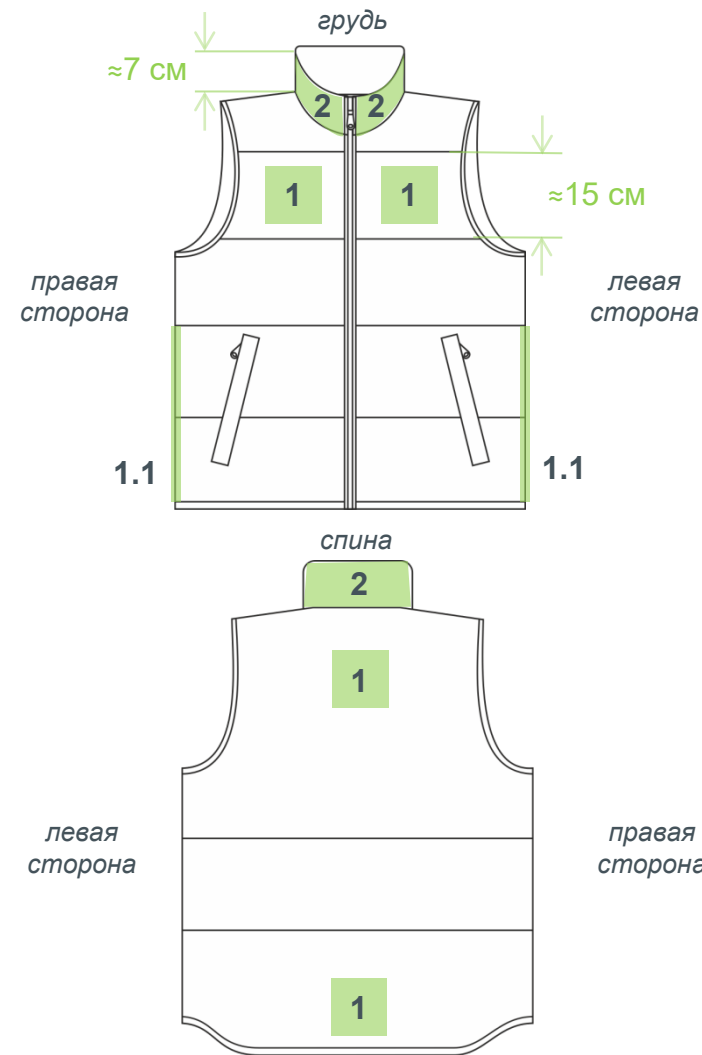 грудь
≈7 см
2 2
1 1
≈15 см
правая
сторона
левая
сторона
1.1
1.1
спина
2
1
левая
сторона
правая
сторона
1